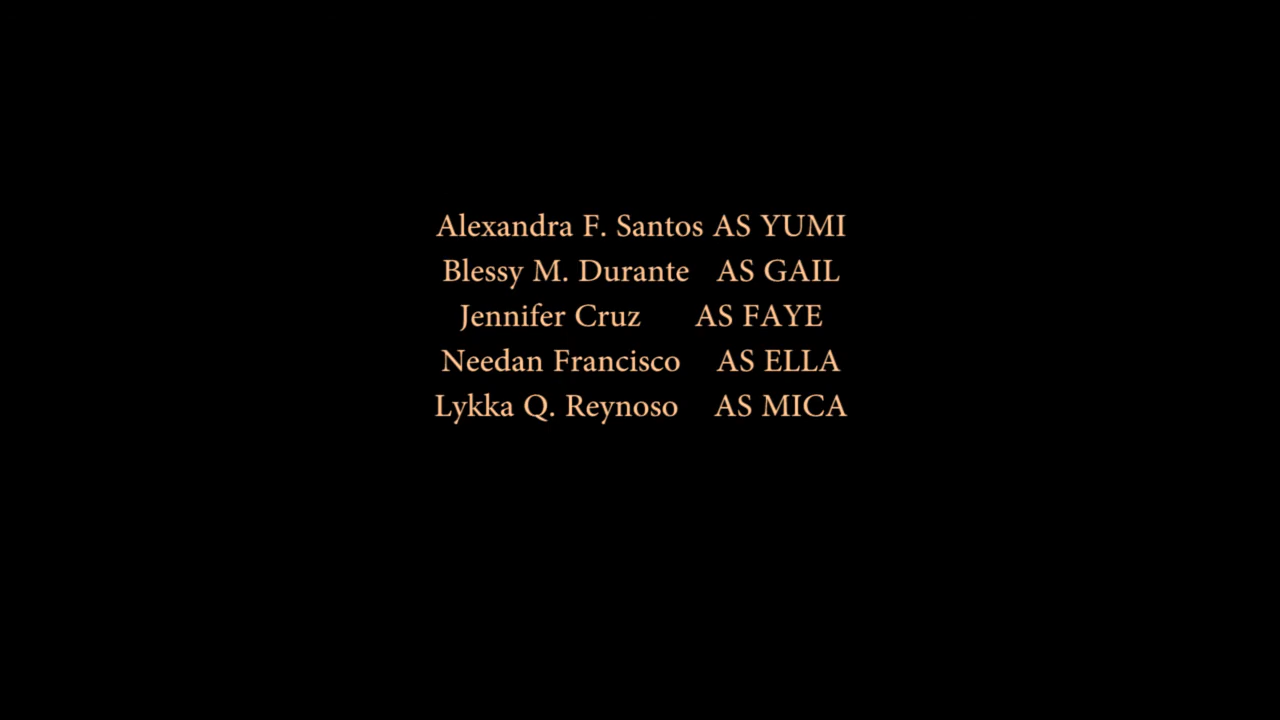 Alexandra F. Santos AS YUMI
Blessy M. Durante AS GAIL
Jennifer Cruz AS FAYE
Needan Francisco AS ELLA
Lykka Q. Reynoso AS MICA